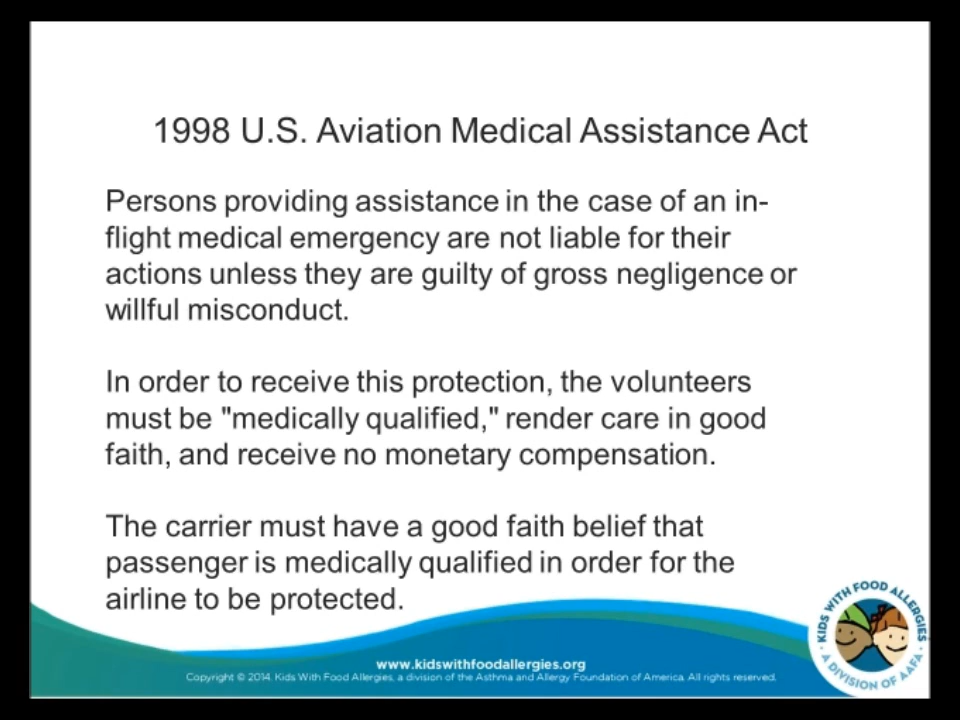 1998 U.S. Aviation Medical Assistance Act
Persons providing assistance in the case of an in-
flight medical emergency are not liable for their
actions unless they are guilty of gross negligence or
willful misconduct.
In order to receive this protection, the volunteers
must be "medically qualified," render care in good
faith, and receive no monetary compensation.
The carrier must have a good faith belief that
passenger is medically qualified in order for the
airline to be protected.
KIDS WITH FOOD ALLERGIES
A DIVISION OF AAFA
www.kidswithfoodallergies.org
Copyright © 2014. Kids With Food Allergies, a division of the Asthma and Allergy Foundation of America. All rights reserved.